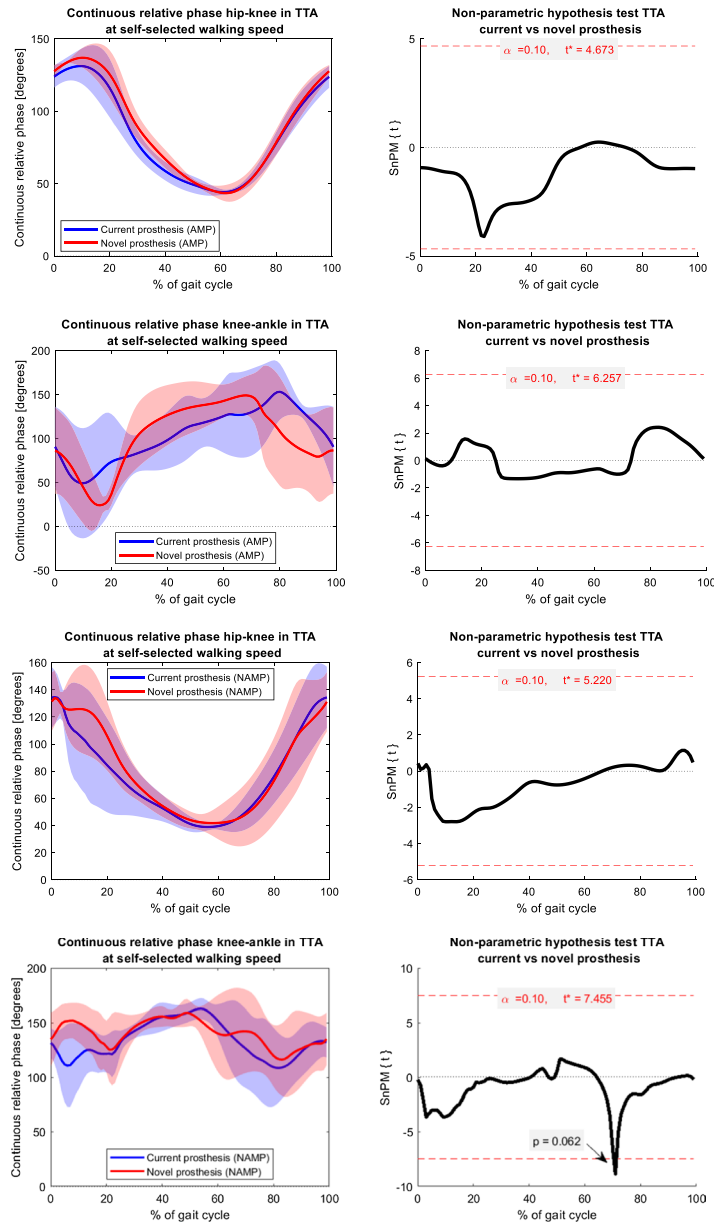 Continuous relative phase hip-knee in TTA
at self-selected walking speed
Continuous relative phase [degrees]
150
100
50
0
Current prosthesis (AMP)
Novel prosthesis (AMP)
0 20 40 60 80 100
% of gait cycle
Non-parametric hypothesis test TTA
current vs novel prosthesis
SnPM { t }
5
α =0.10, t* = 4.673
0
-5
0 20 40 60 80 100
% of gait cycle
Continuous relative phase knee-ankle in TTA
at self-selected walking speed
Continuous relative phase [degrees]
200
150
100
50
0
-50
Current prosthesis (AMP)
Novel prosthesis (AMP)
0 20 40 60 80 100
% of gait cycle
Non-parametric hypothesis test TTA
current vs novel prosthesis
SnPM { t }
8
6
α =0.10, t* = 6.257
4
2
0
-2
-4
-6
-8
0 20 40 60 80 100
% of gait cycle
Continuous relative phase hip-knee in TTA
at self-selected walking speed
Continuous relative phase [degrees]
160
Current prosthesis (NAMP)
Novel prosthesis (NAMP)
140
120
100
80
60
40
20
0
0 20 40 60 80 100
% of gait cycle
Non-parametric hypothesis test TTA
current vs novel prosthesis
SnPM { t }
6
α =0.10, t* = 5.220
4
2
0
-2
-4
-6
0 20 40 60 80 100
% of gait cycle
Continuous relative phase knee-ankle in TTA
at self-selected walking speed
Continuous relative phase [degrees]
200
150
100
50
0
Current prosthesis (NAMP)
Novel prosthesis (NAMP)
0 20 40 60 80 100
% of gait cycle
Non-parametric hypothesis test TTA
current vs novel prosthesis
SnPM { t }
10
α =0.10, t* = 7.455
5
0
-5
p = 0.062
-10
0 20 40 60 80 100
% of gait cycle